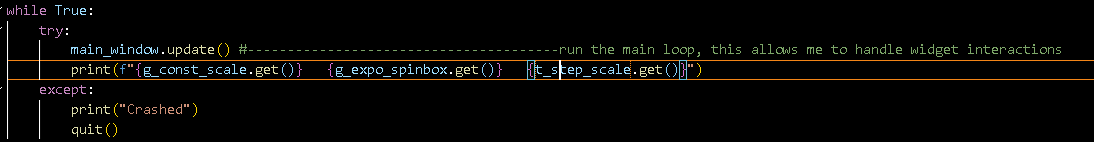 while True:
    try:
        main_window.update() #---------------------------------------run the main loop, this allows me to handle widget interactions
        print(f"{g_const_scale.get()}   {g_expo_spinbox.get()}   {t_step_scale.get()}")
    except:
        print("Crashed")
        quit()